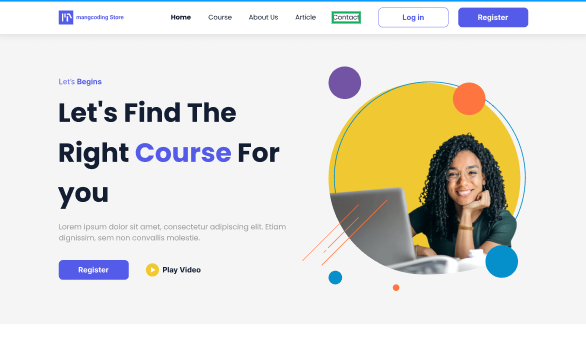 mangcoding Store
Home
Course
About Us
Article
Contact
Log in
Register
Let's Begins
Let's Find The
Right Course For
you
Lorem ipsum dolor sit amet, consectetur adipiscing elit. Etiam
dignissim, sem non convallis molestie.
Register
Play Video